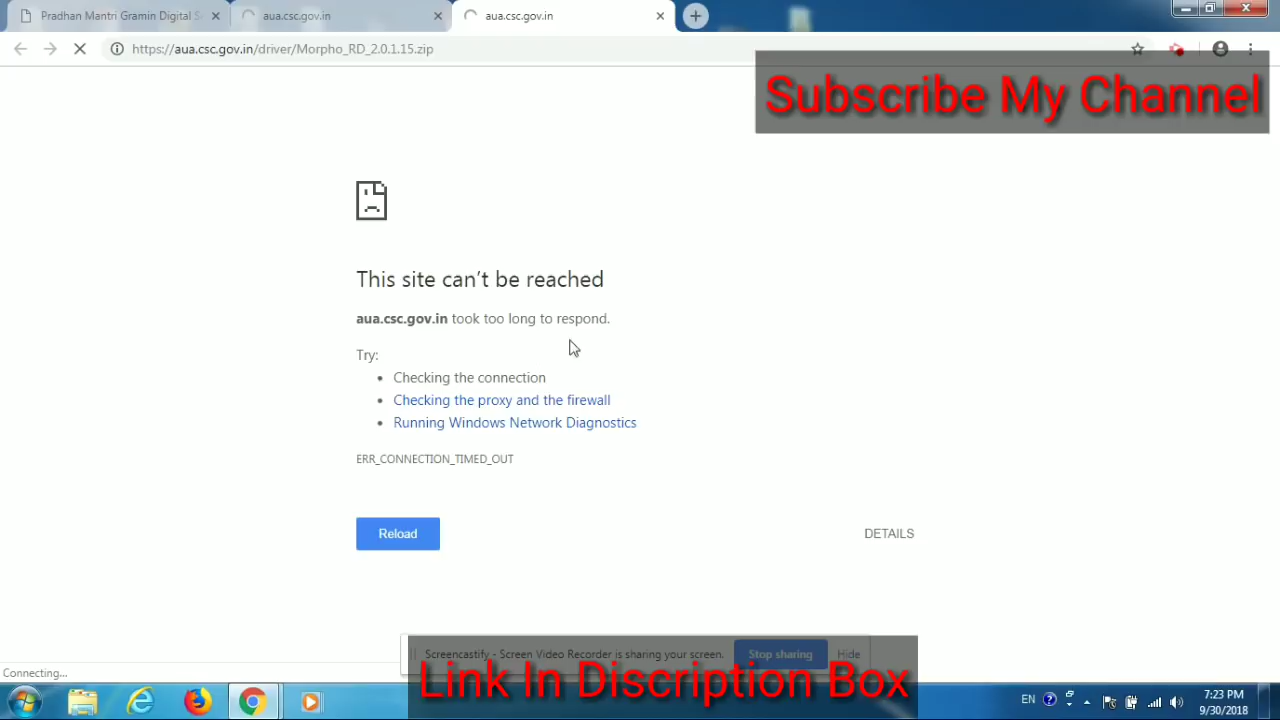 Pradhan Mantri Gramin Digital S
aua.csc.gov.in
aua.csc.gov.in
https://aua.csc.gov.in/driver/Morpho_RD_2.0.1.15.zip
Subscribe My Channel
This site can't be reached
aua.csc.gov.in took too long to respond.
Try:
Checking the connection
Checking the proxy and the firewall
Running Windows Network Diagnostics
ERR_CONNECTION_TIMED_OUT
Reload
DETAILS
Screencastify - Screen Video Recorder is sharing your screen.
Stop sharing
Hide
Connecting...
Link In Discription Box
EN
7:23 PM
9/30/2018